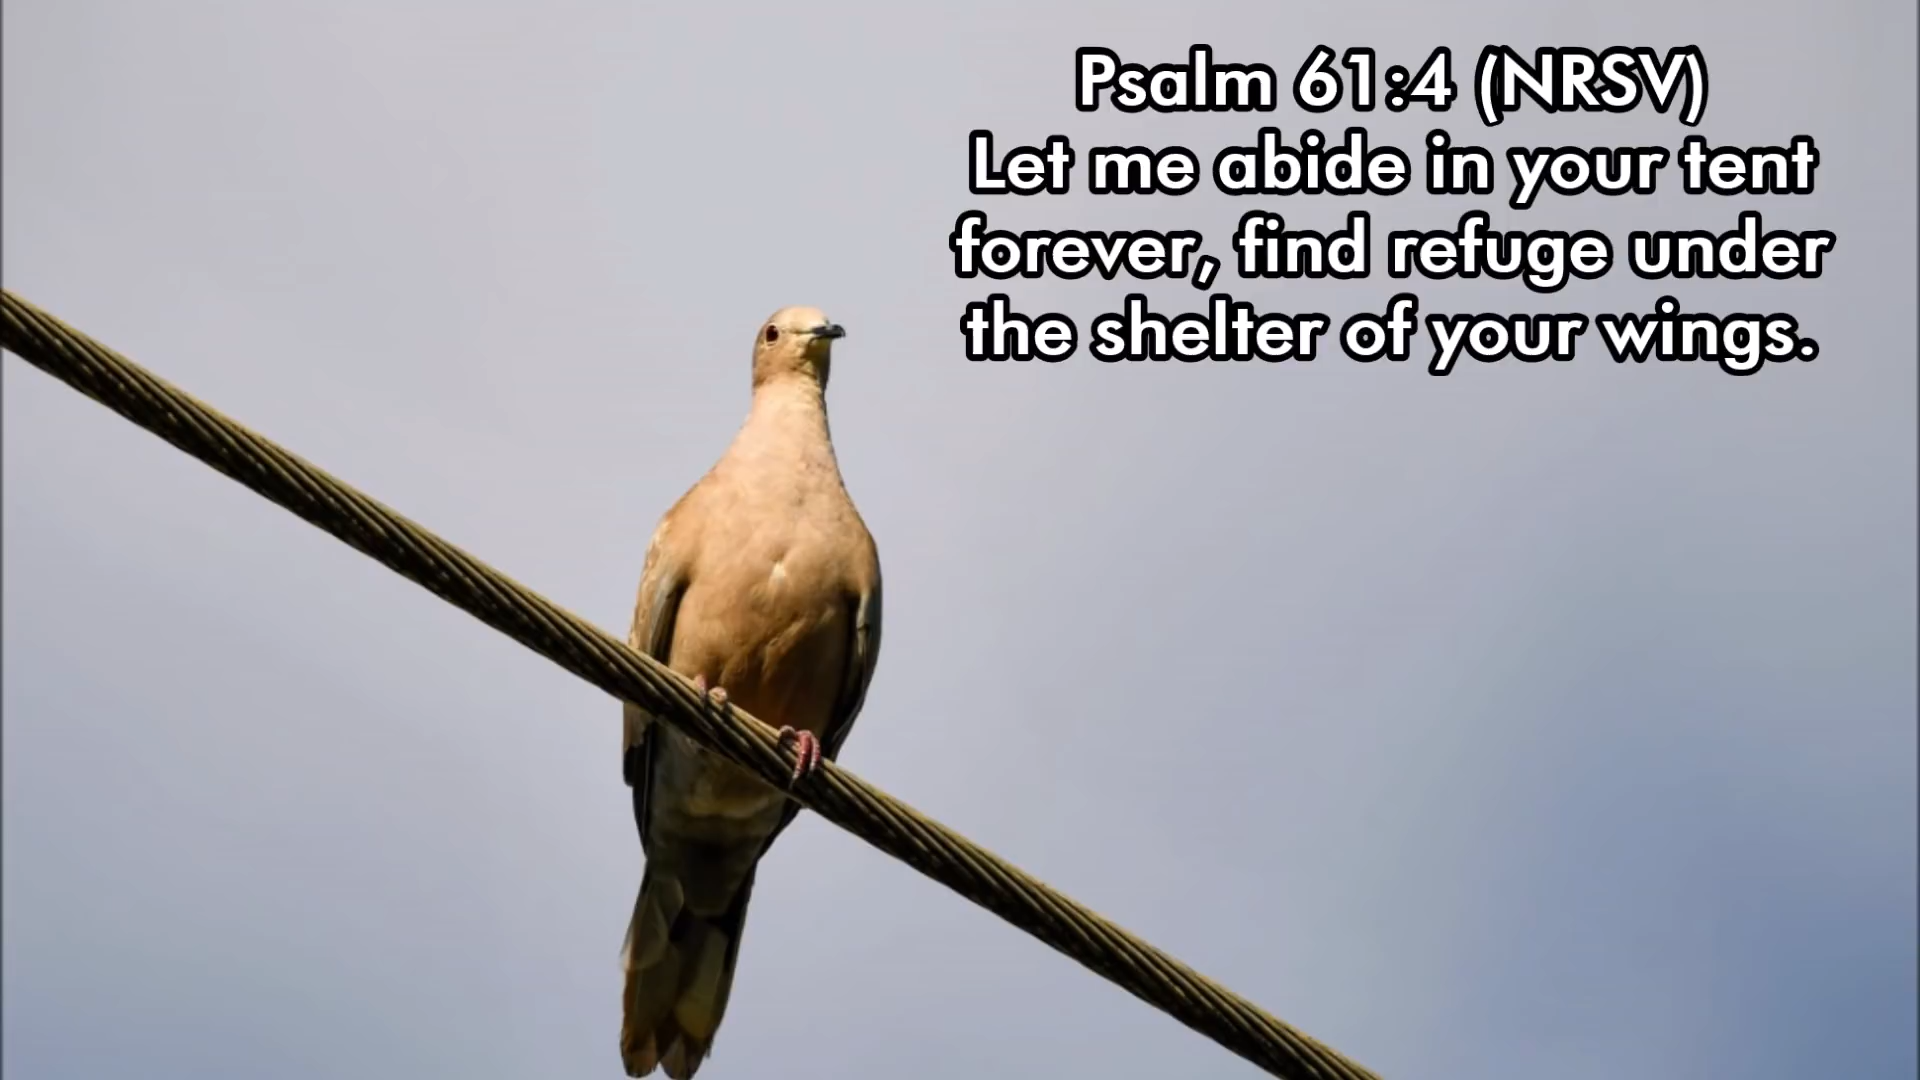 Psalm 61:4 (NRSV)
Let me abide in your tent
forever, find refuge under
the shelter of your wings.